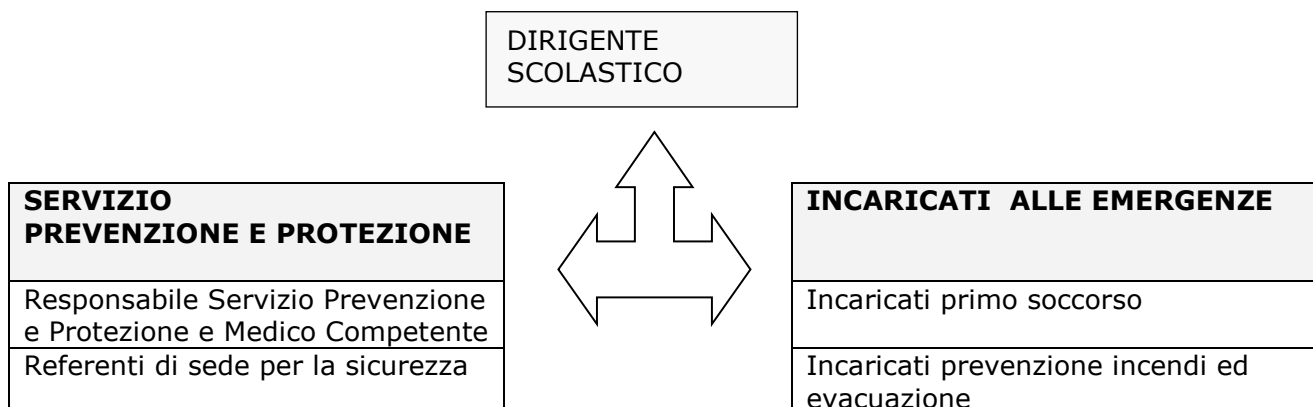 DIRIGENTE
SCOLASTICO
SERVIZIO
PREVENZIONE E PROTEZIONE
Responsabile Servizio Prevenzione
e Protezione e Medico Competente
Referenti di sede per la sicurezza
INCARICATI ALLE EMERGENZE
Incaricati primo soccorso
Incaricati prevenzione incendi ed
evacuazione